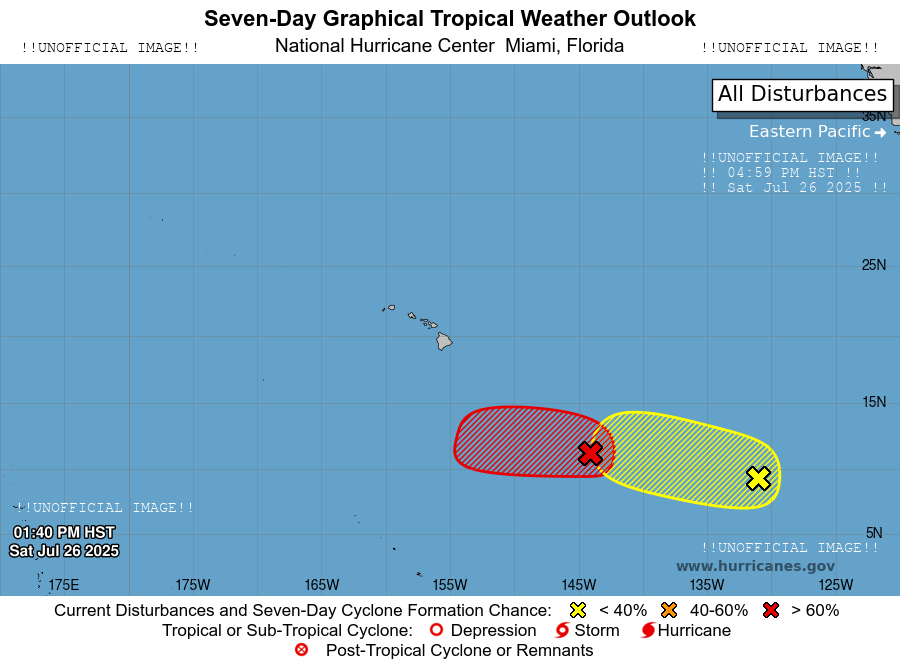 Seven-Day Graphical Tropical Weather Outlook
!!UNOFFICIAL IMAGE!! National Hurricane Center Miami, Florida !!UNOFFICIAL IMAGE!!
All Disturbances
35N
Eastern Pacific
!!UNOFFICIAL IMAGE!!
!! 04:59 PM HST !!
!! Sat Jul 26 2025 !!
25N
15N
!!UNOFFICIAL IMAGE!!
01:40 PM HST
5N
Sat Jul 26 2025
!!UNOFFICIAL IMAGE!!
www.hurricanes.gov
175E 175W 165W 155W 145W 135W 125W
Current Disturbances and Seven-Day Cyclone Formation Chance: < 40% 40-60% > 60%
Tropical or Sub-Tropical Cyclone: Depression Storm Hurricane
Post-Tropical Cyclone or Remnants